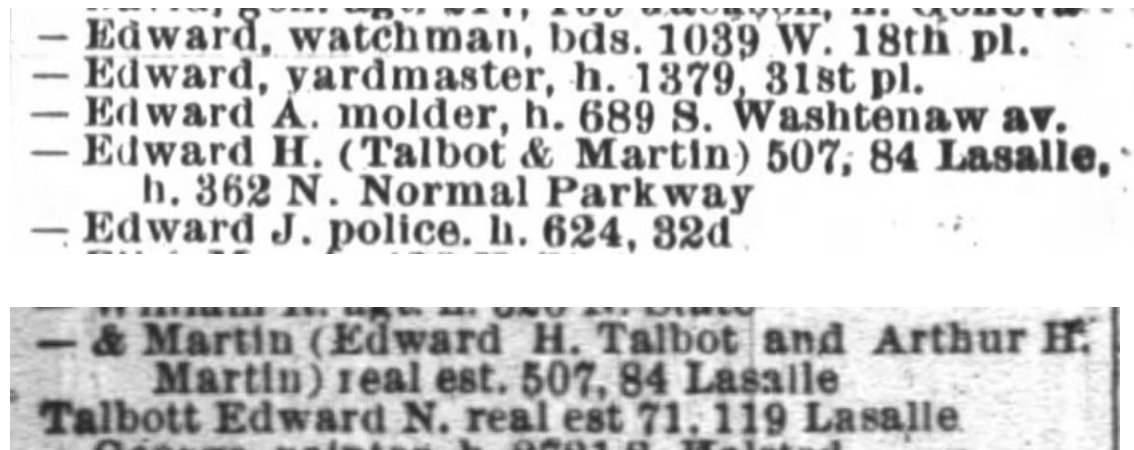 — Edward, watchman, bds. 1039 W. 18th pl.
— Edward, yardmaster, h. 1379, 31st pl.
— Edward A. molder, h. 689 S. Washtenaw av.
— Edward H. (Talbot & Martin) 507, 84 Lasalle,
h. 362 N. Normal Parkway
— Edward J. police. h. 624, 32d
— & Martin (Edward H. Talbot and Arthur H.
Martin) real est. 507, 84 Lasalle
Talbott Edward N. real est 71, 119 Lasalle